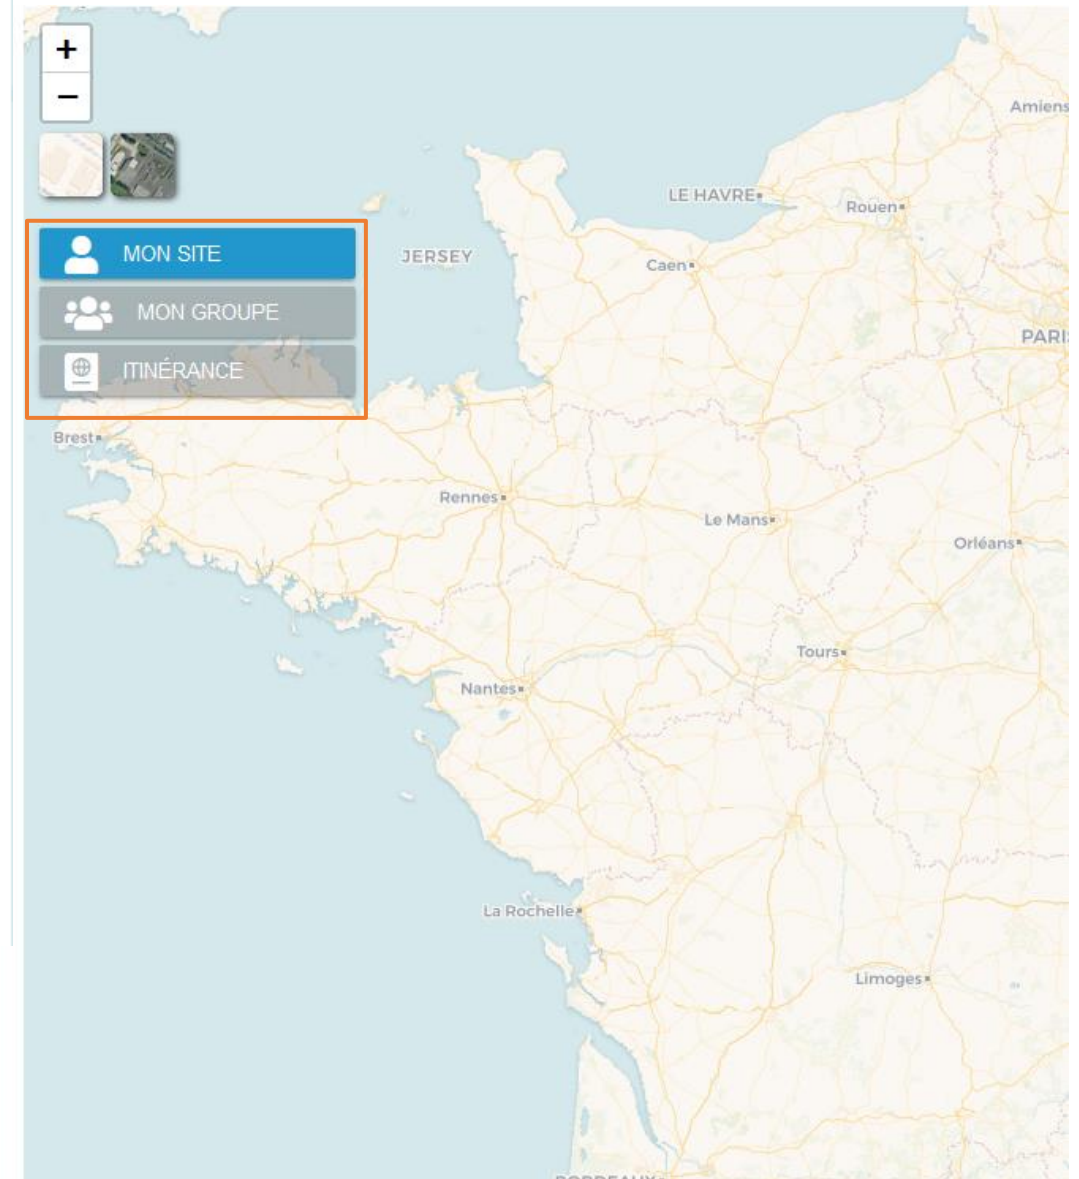 +
−
Amiens
LE HAVRE
Rouen
MON SITE
JERSEY
Caen
MON GROUPE
PARIS
ITINÉRANCE
Brest
Rennes
Le Mans
Orléans
Tours
Nantes
La Rochelle
Limoges
BORDEAUX